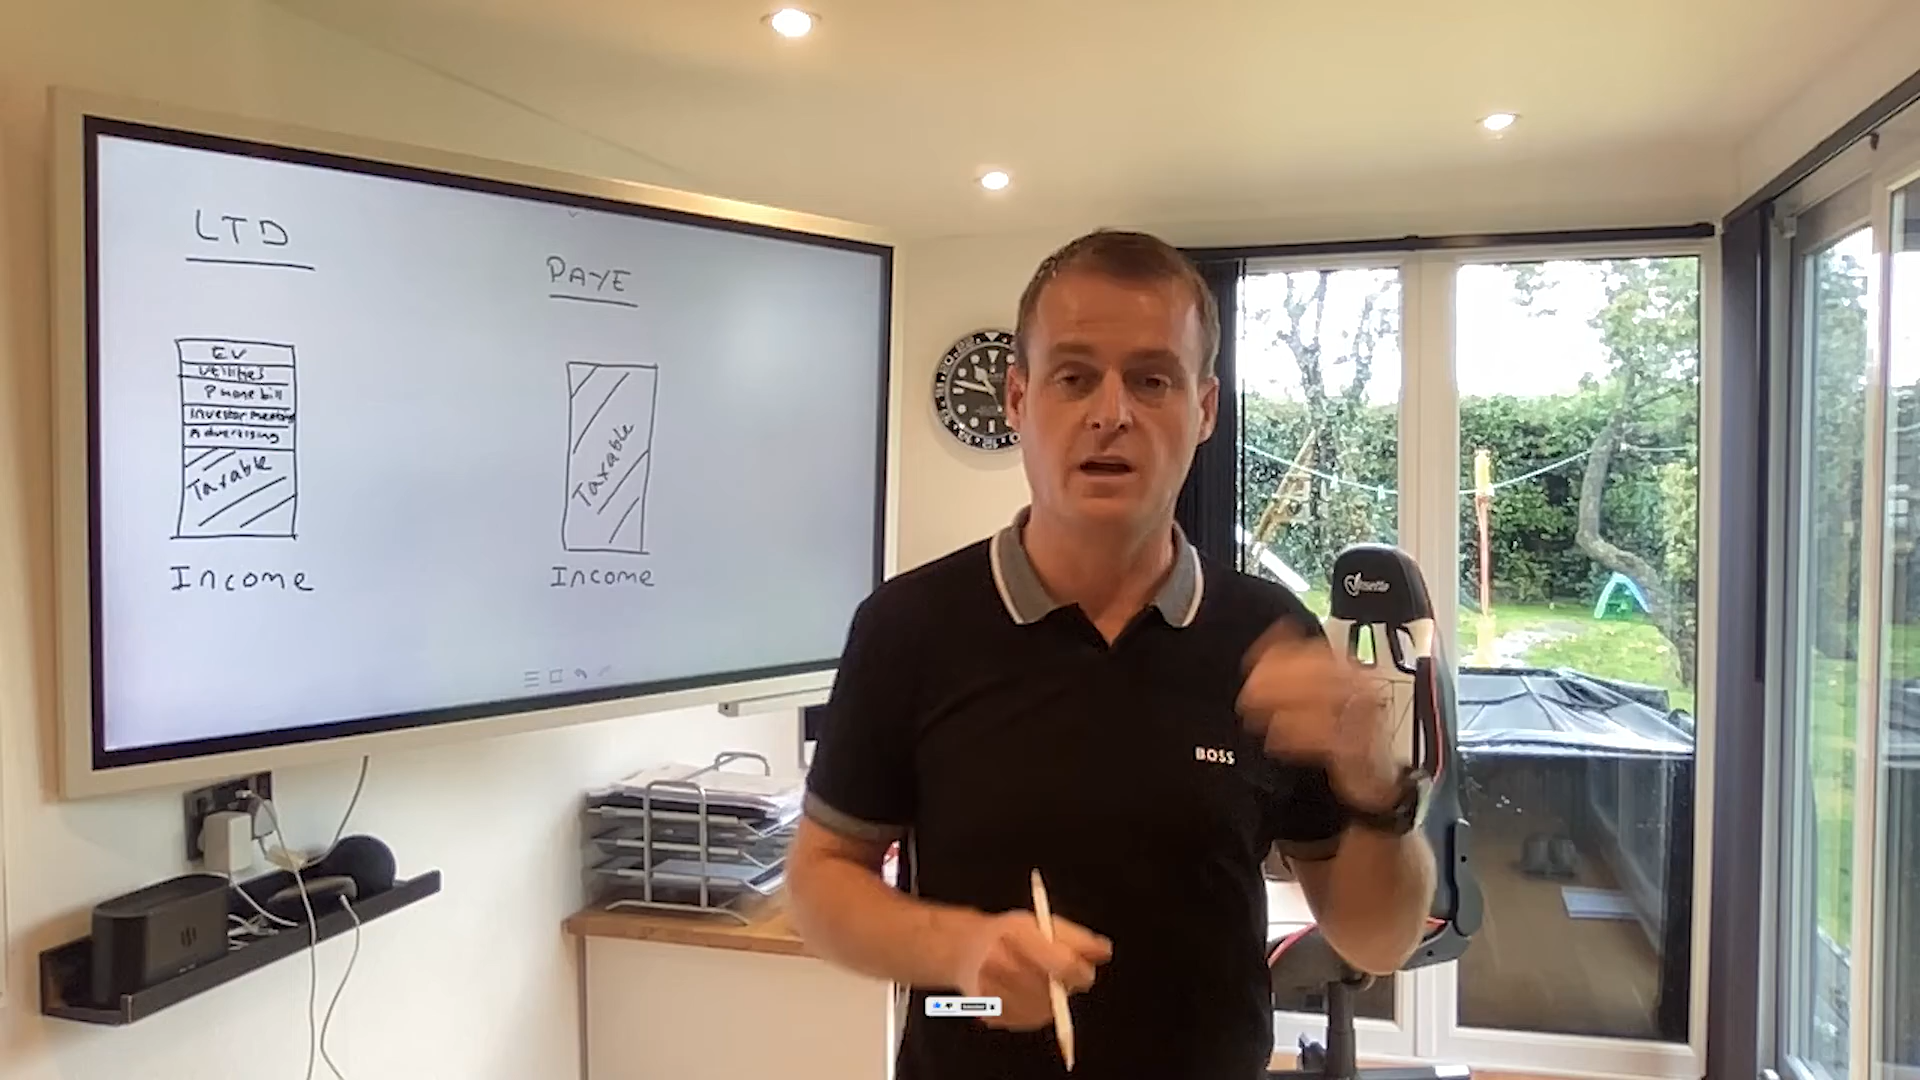 LTD
PAYE
EV
Utilities
Phone bill
Investor meeting
Advertising
Taxable
Income
Taxable
Income
BOSS